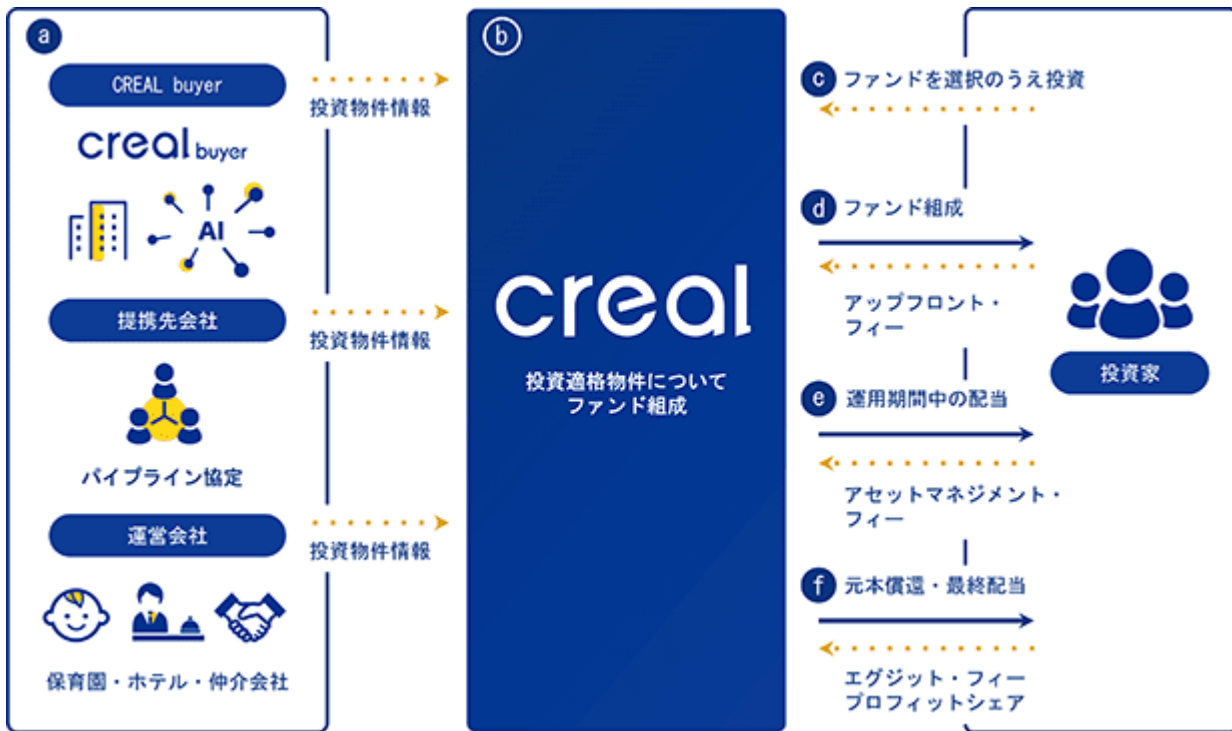 a
CREAL buyer
creal buyer
AI
提携先会社
パイプライン協定
運営会社
保育園・ホテル・仲介会社
投資物件情報
投資物件情報
投資物件情報
b
creal
投資適格物件について
ファンド組成
c ファンドを選択のうえ投資
d ファンド組成
アップフロント・
フィー
e 運用期間中の配当
アセットマネジメント・
フィー
f 元本償還・最終配当
エグジット・フィー
プロフィットシェア
投資家